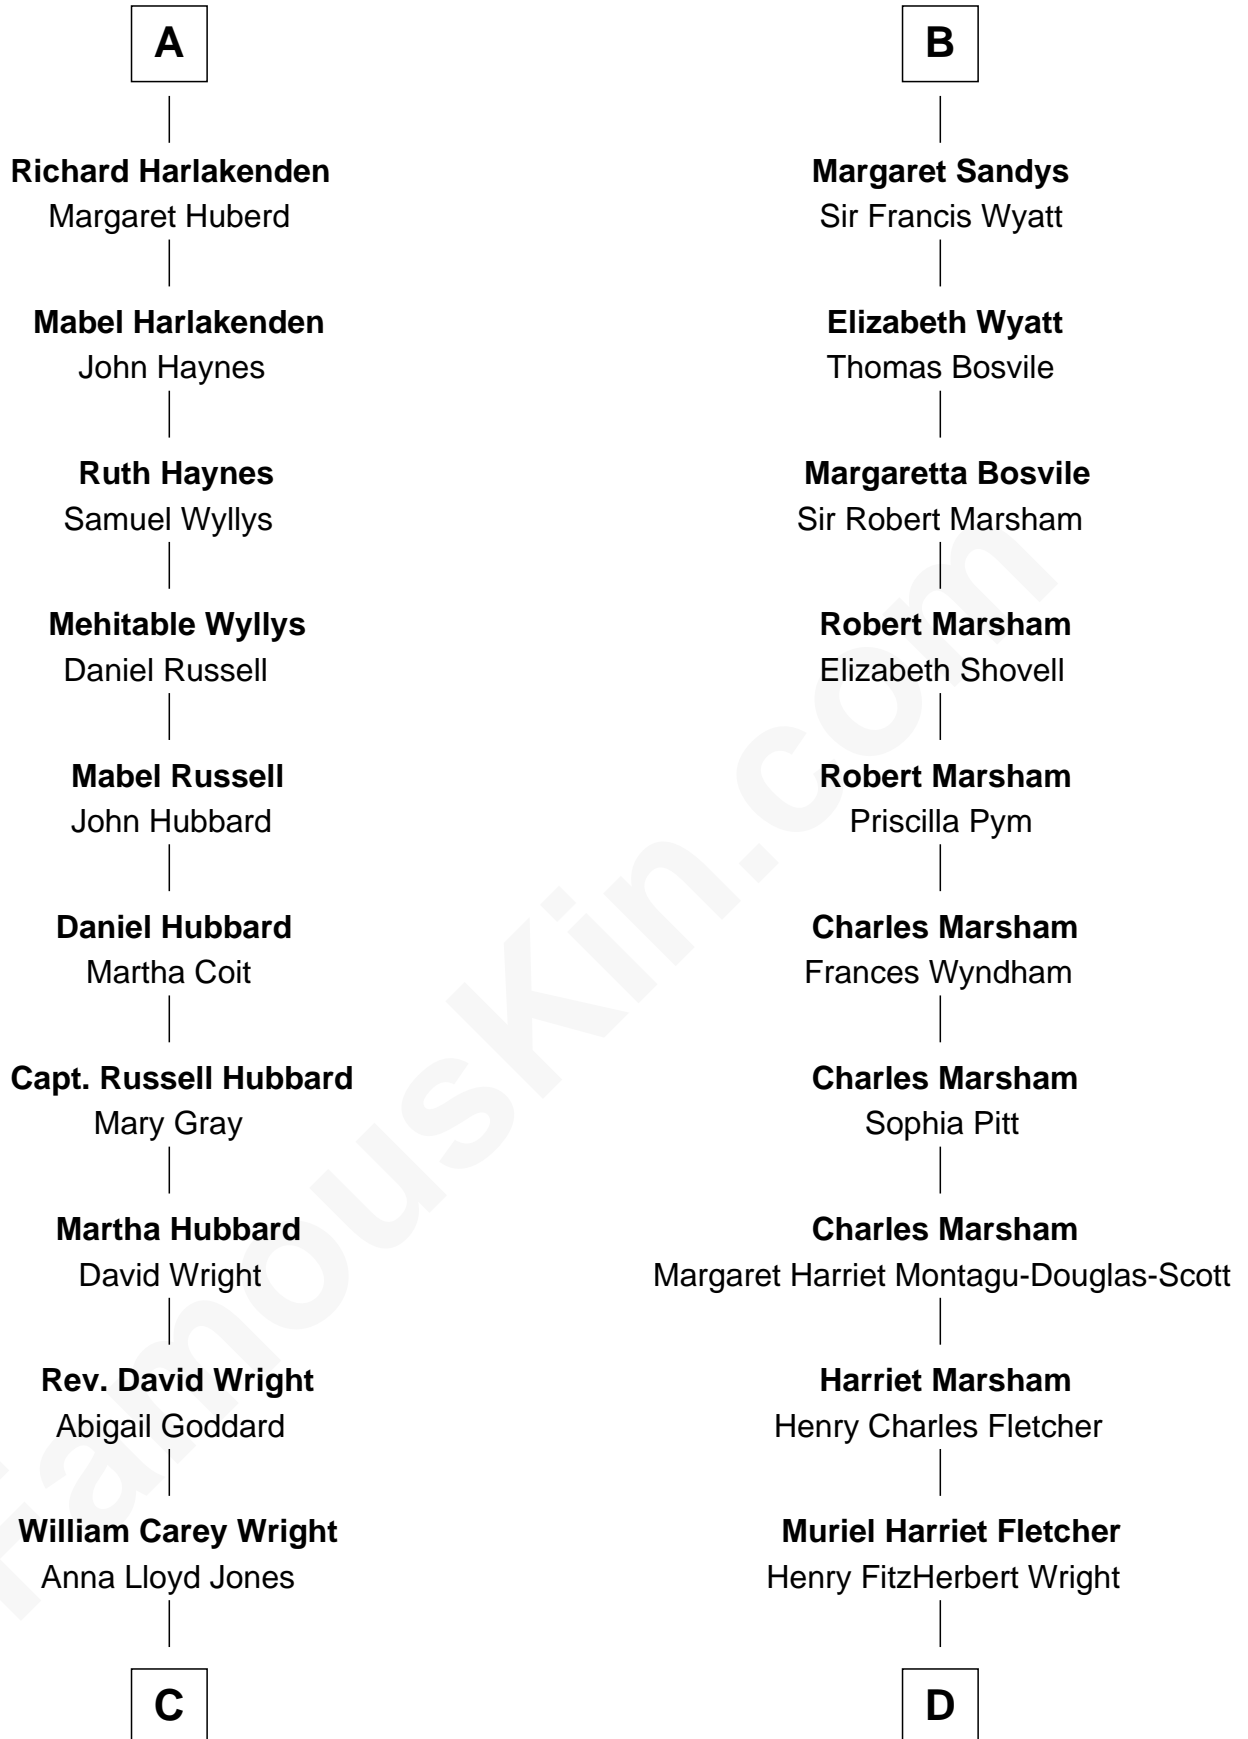 A
Richard Harlakenden
Margaret Huberd
Mabel Harlakenden
John Haynes
Ruth Haynes
Samuel Wyllys
Mehitable Wyllys
Daniel Russell
Mabel Russell
John Hubbard
Daniel Hubbard
Martha Coit
Capt. Russell Hubbard
Mary Gray
Martha Hubbard
David Wright
Rev. David Wright
Abigail Goddard
William Carey Wright
Anna Lloyd Jones
C
B
Margaret Sandys
Sir Francis Wyatt
Elizabeth Wyatt
Thomas Bosvile
Margaretta Bosvile
Sir Robert Marsham
Robert Marsham
Elizabeth Shovell
Robert Marsham
Priscilla Pym
Charles Marsham
Frances Wyndham
Charles Marsham
Sophia Pitt
Charles Marsham
Margaret Harriet Montagu-Douglas-Scott
Harriet Marsham
Henry Charles Fletcher
Muriel Harriet Fletcher
Henry FitzHerbert Wright
D
FamousKin.com